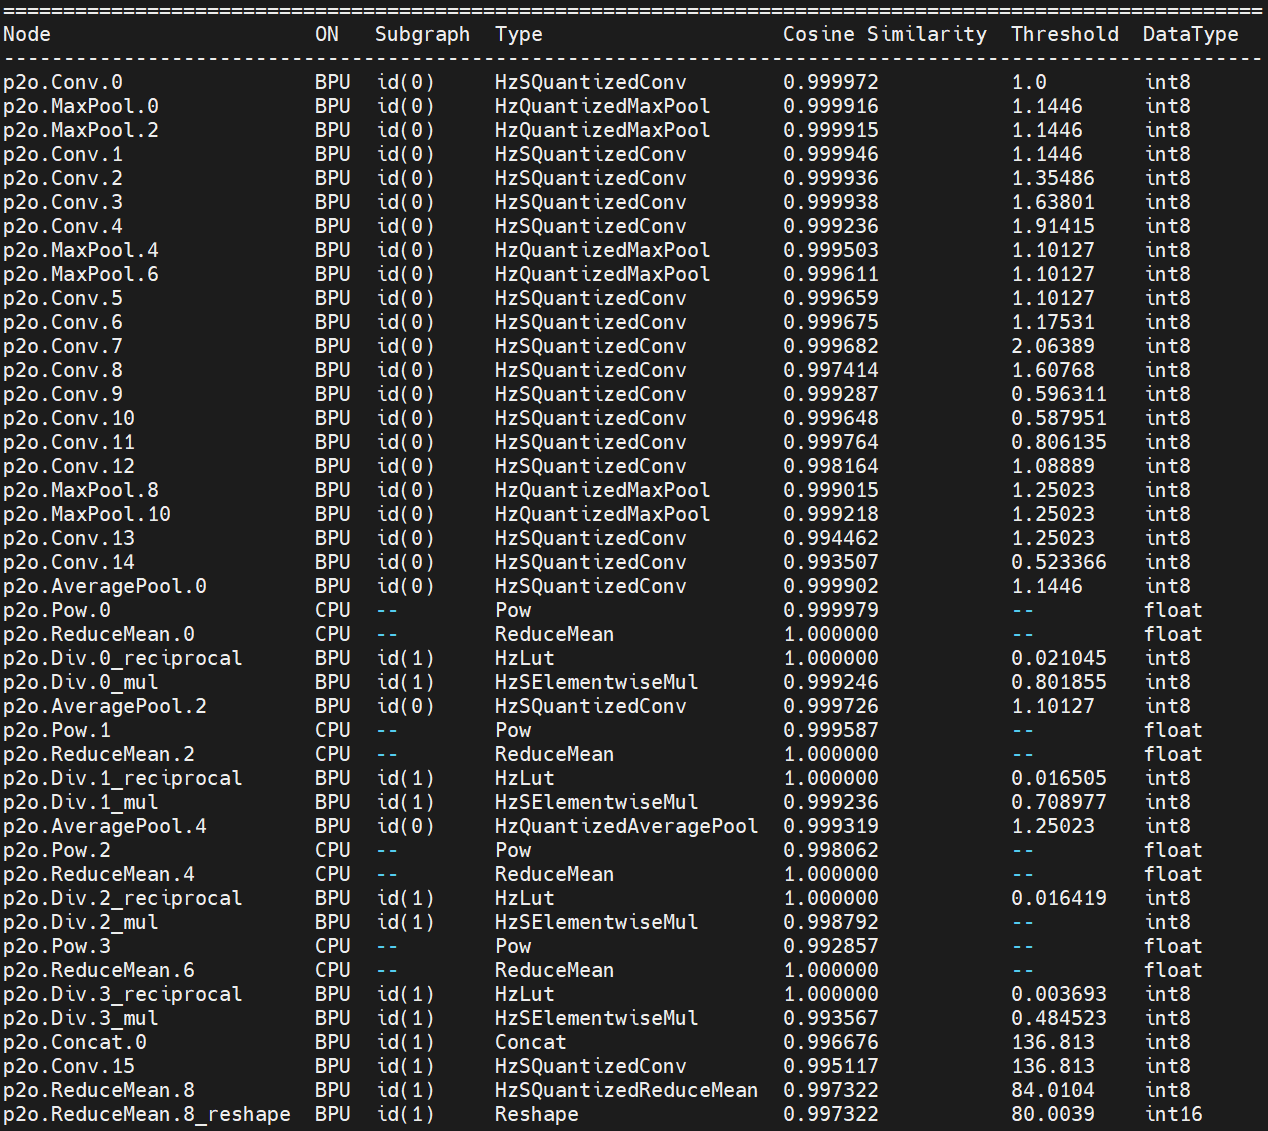 =========================================================================================================
Node                      ON   Subgraph  Type                    Cosine Similarity  Threshold  DataType
---------------------------------------------------------------------------------------------------------
p2o.Conv.0                BPU  id(0)     HzSQuantizedConv        0.999972           1.0        int8
p2o.MaxPool.0             BPU  id(0)     HzQuantizedMaxPool      0.999916           1.1446     int8
p2o.MaxPool.2             BPU  id(0)     HzQuantizedMaxPool      0.999915           1.1446     int8
p2o.Conv.1                BPU  id(0)     HzSQuantizedConv        0.999946           1.1446     int8
p2o.Conv.2                BPU  id(0)     HzSQuantizedConv        0.999936           1.35486    int8
p2o.Conv.3                BPU  id(0)     HzSQuantizedConv        0.999938           1.63801    int8
p2o.Conv.4                BPU  id(0)     HzSQuantizedConv        0.999236           1.91415    int8
p2o.MaxPool.4             BPU  id(0)     HzQuantizedMaxPool      0.999503           1.10127    int8
p2o.MaxPool.6             BPU  id(0)     HzQuantizedMaxPool      0.999611           1.10127    int8
p2o.Conv.5                BPU  id(0)     HzSQuantizedConv        0.999659           1.10127    int8
p2o.Conv.6                BPU  id(0)     HzSQuantizedConv        0.999675           1.17531    int8
p2o.Conv.7                BPU  id(0)     HzSQuantizedConv        0.999682           2.06389    int8
p2o.Conv.8                BPU  id(0)     HzSQuantizedConv        0.997414           1.60768    int8
p2o.Conv.9                BPU  id(0)     HzSQuantizedConv        0.999287           0.596311   int8
p2o.Conv.10               BPU  id(0)     HzSQuantizedConv        0.999648           0.587951   int8
p2o.Conv.11               BPU  id(0)     HzSQuantizedConv        0.999764           0.806135   int8
p2o.Conv.12               BPU  id(0)     HzSQuantizedConv        0.998164           1.08889    int8
p2o.MaxPool.8             BPU  id(0)     HzQuantizedMaxPool      0.999015           1.25023    int8
p2o.MaxPool.10            BPU  id(0)     HzQuantizedMaxPool      0.999218           1.25023    int8
p2o.Conv.13               BPU  id(0)     HzSQuantizedConv        0.994462           1.25023    int8
p2o.Conv.14               BPU  id(0)     HzSQuantizedConv        0.993507           0.523366   int8
p2o.AveragePool.0         BPU  id(0)     HzSQuantizedConv        0.999902           1.1446     int8
p2o.Pow.0                 CPU  --        Pow                     0.999979           --         float
p2o.ReduceMean.0          CPU  --        ReduceMean              1.000000           --         float
p2o.Div.0_reciprocal      BPU  id(1)     HzLut                   1.000000           0.021045   int8
p2o.Div.0_mul             BPU  id(1)     HzSElementwiseMul       0.999246           0.801855   int8
p2o.AveragePool.2         BPU  id(0)     HzSQuantizedConv        0.999726           1.10127    int8
p2o.Pow.1                 CPU  --        Pow                     0.999587           --         float
p2o.ReduceMean.2          CPU  --        ReduceMean              1.000000           --         float
p2o.Div.1_reciprocal      BPU  id(1)     HzLut                   1.000000           0.016505   int8
p2o.Div.1_mul             BPU  id(1)     HzSElementwiseMul       0.999236           0.708977   int8
p2o.AveragePool.4         BPU  id(0)     HzQuantizedAveragePool  0.999319           1.25023    int8
p2o.Pow.2                 CPU  --        Pow                     0.998062           --         float
p2o.ReduceMean.4          CPU  --        ReduceMean              1.000000           --         float
p2o.Div.2_reciprocal      BPU  id(1)     HzLut                   1.000000           0.016419   int8
p2o.Div.2_mul             BPU  id(1)     HzSElementwiseMul       0.998792           --         int8
p2o.Pow.3                 CPU  --        Pow                     0.992857           --         float
p2o.ReduceMean.6          CPU  --        ReduceMean              1.000000           --         float
p2o.Div.3_reciprocal      BPU  id(1)     HzLut                   1.000000           0.003693   int8
p2o.Div.3_mul             BPU  id(1)     HzSElementwiseMul       0.993567           0.484523   int8
p2o.Concat.0              BPU  id(1)     Concat                  0.996676           136.813    int8
p2o.Conv.15               BPU  id(1)     HzSQuantizedConv        0.995117           136.813    int8
p2o.ReduceMean.8          BPU  id(1)     HzSQuantizedReduceMean  0.997322           84.0104    int8
p2o.ReduceMean.8_reshape  BPU  id(1)     Reshape                 0.997322           80.0039    int16